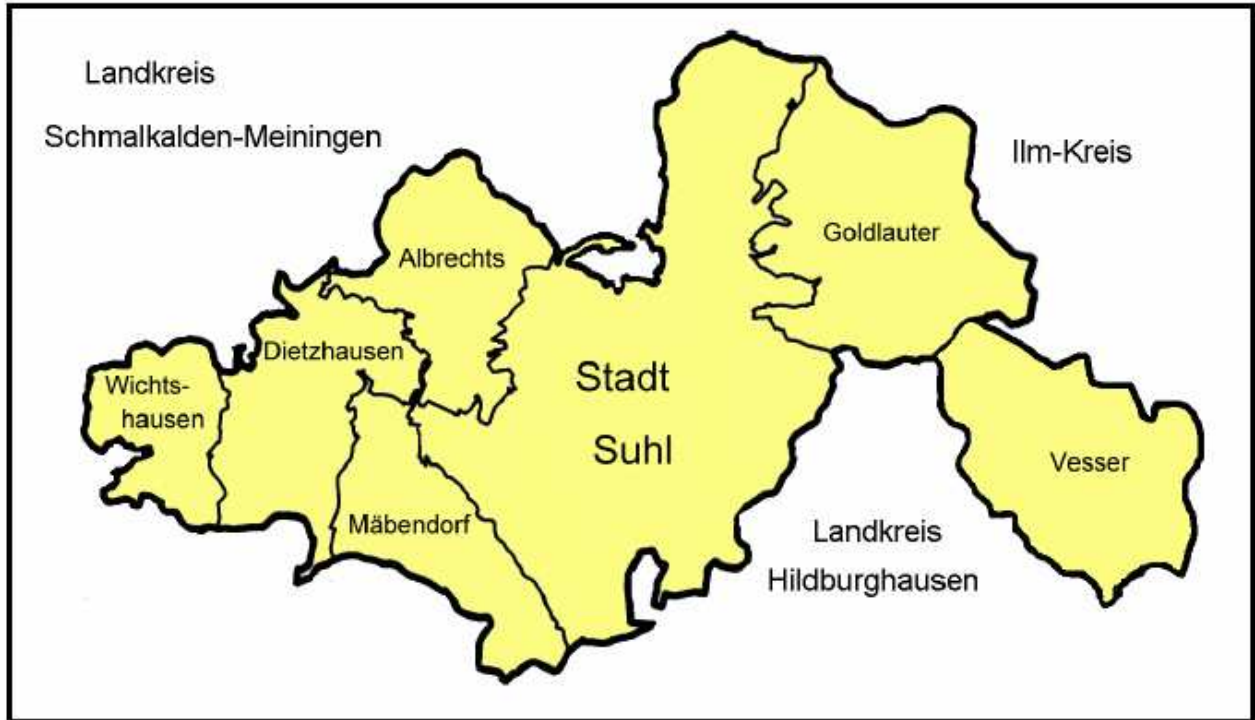 Landkreis
Schmalkalden-Meiningen
Ilm-Kreis
Goldlauter
Albrechts
Dietzhausen
Wichts-
hausen
Stadt
Suhl
Vesser
Mäbendorf
Landkreis
Hildburghausen